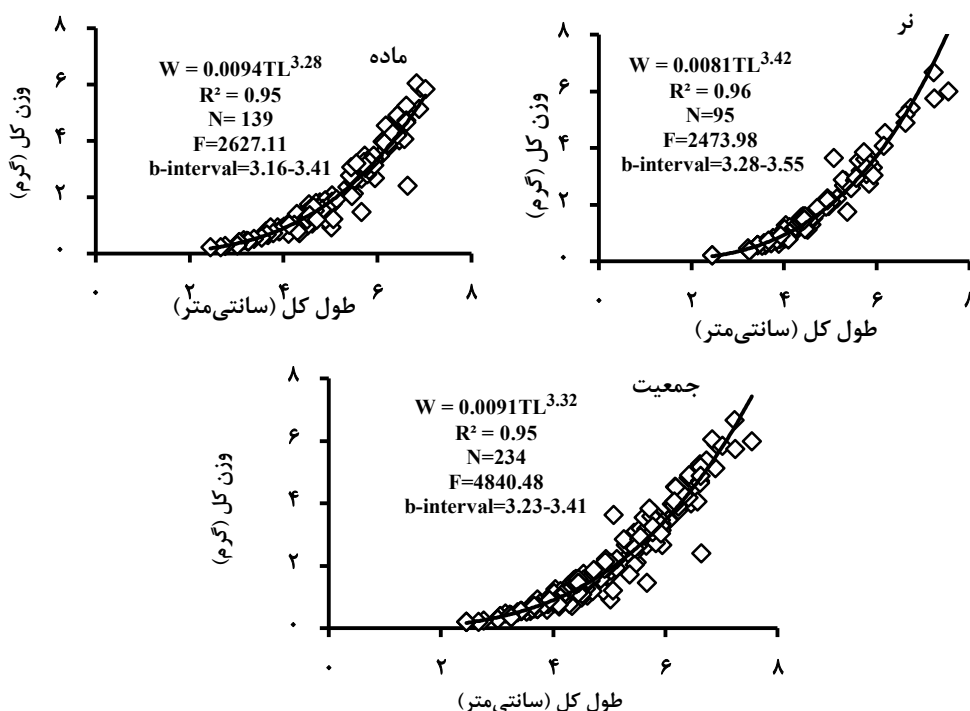 ماده
W = 0.0094TL^3.28
R² = 0.95
N= 139
F=2627.11
b-interval=3.16-3.41
وزن کل (گرم)
۸
۶
۴
۲
۰
۰ ۲ ۴ ۶ ۸
طول کل (سانتی‌متر)
نر
W = 0.0081TL^3.42
R² = 0.96
N=95
F=2473.98
b-interval=3.28-3.55
وزن کل (گرم)
۸
۶
۴
۲
۰
۰ ۲ ۴ ۶ ۸
طول کل (سانتی‌متر)
جمعیت
W = 0.0091TL^3.32
R² = 0.95
N=234
F=4840.48
b-interval=3.23-3.41
وزن کل (گرم)
۸
۶
۴
۲
۰
۰ ۲ ۴ ۶ ۸
طول کل (سانتی‌متر)